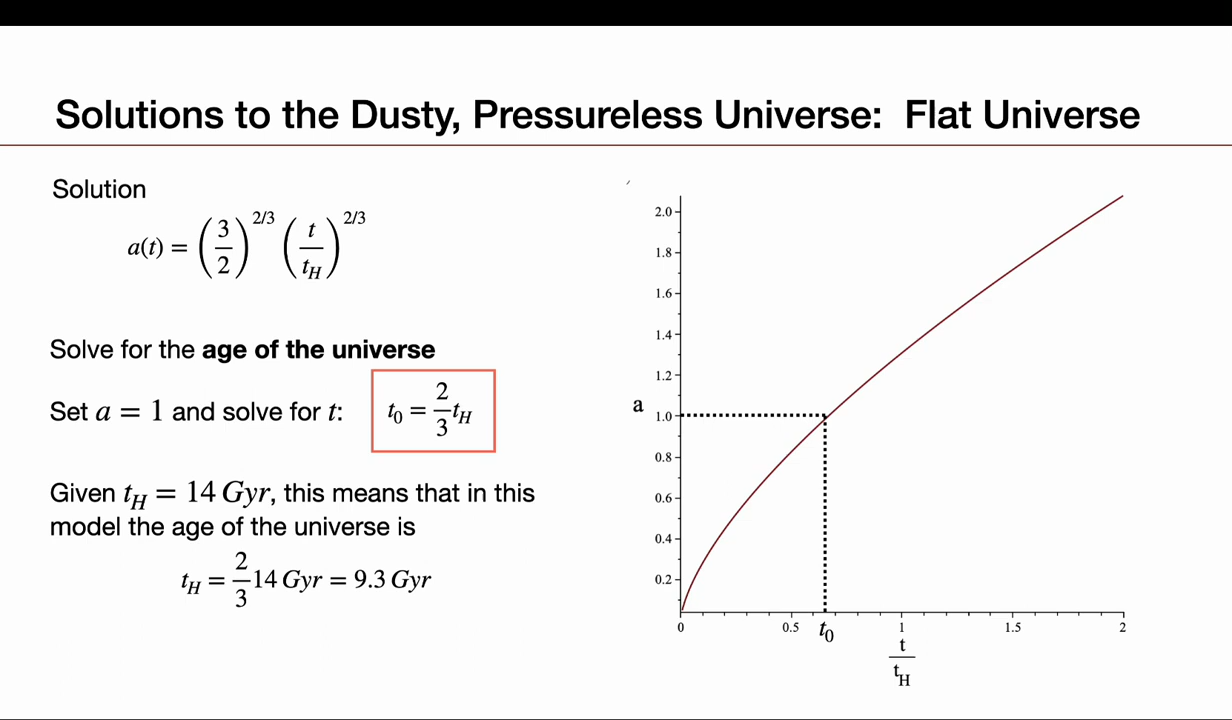 Solutions to the Dusty, Pressureless Universe: Flat Universe
Solution
a(t) = (3/2)^{2/3} (t/t_H)^{2/3}
Solve for the age of the universe
Set a = 1 and solve for t: t_0 = 2/3 t_H
Given t_H = 14 Gyr, this means that in this
model the age of the universe is
t_H = 2/3 14 Gyr = 9.3 Gyr
2.0
1.8
1.6
1.4
1.2
a
1.0
0.8
0.6
0.4
0.2
0 0.5 t_0 1 1.5 2
t/t_H